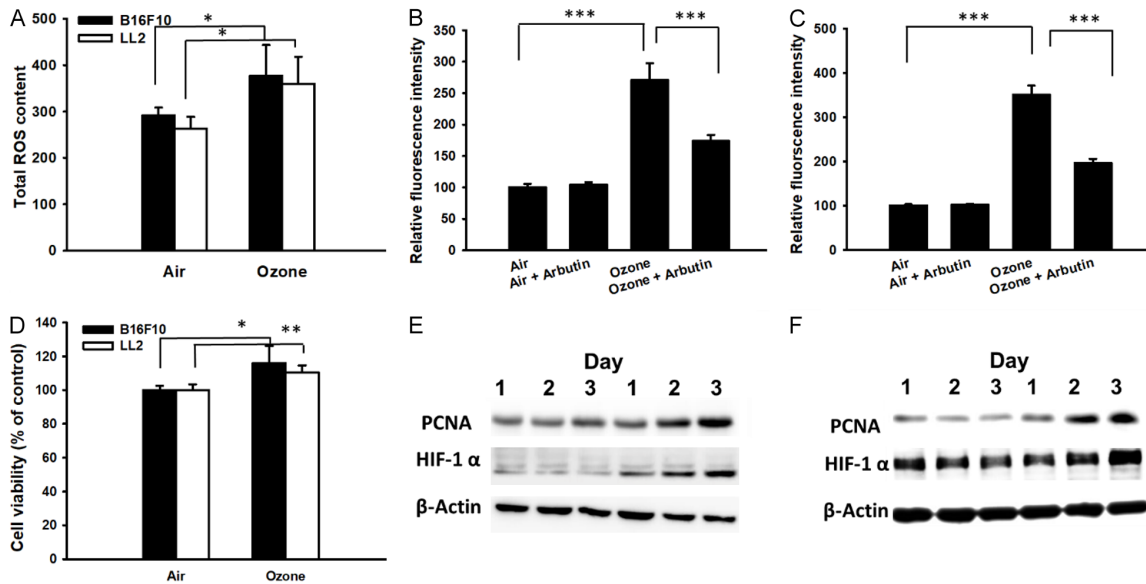 A
B16F10
LL2
*
*
500
400
300
200
100
0
Total ROS content
Air
Ozone
B
***
***
350
300
250
200
150
100
50
0
Relative fluorescence intensity
Air
Air + Arbutin
Ozone
Ozone + Arbutin
C
***
***
500
400
300
200
100
0
Relative fluorscence intensity
Air
Air + Arbutin
Ozone
Ozone + Arbutin
D
B16F10
LL2
*
**
140
120
100
80
60
40
20
0
Cell viability (% of control)
Air
Ozone
E
Day
1 2 3 1 2 3
PCNA
HIF-1 α
β-Actin
F
Day
1 2 3 1 2 3
PCNA
HIF-1 α
β-Actin